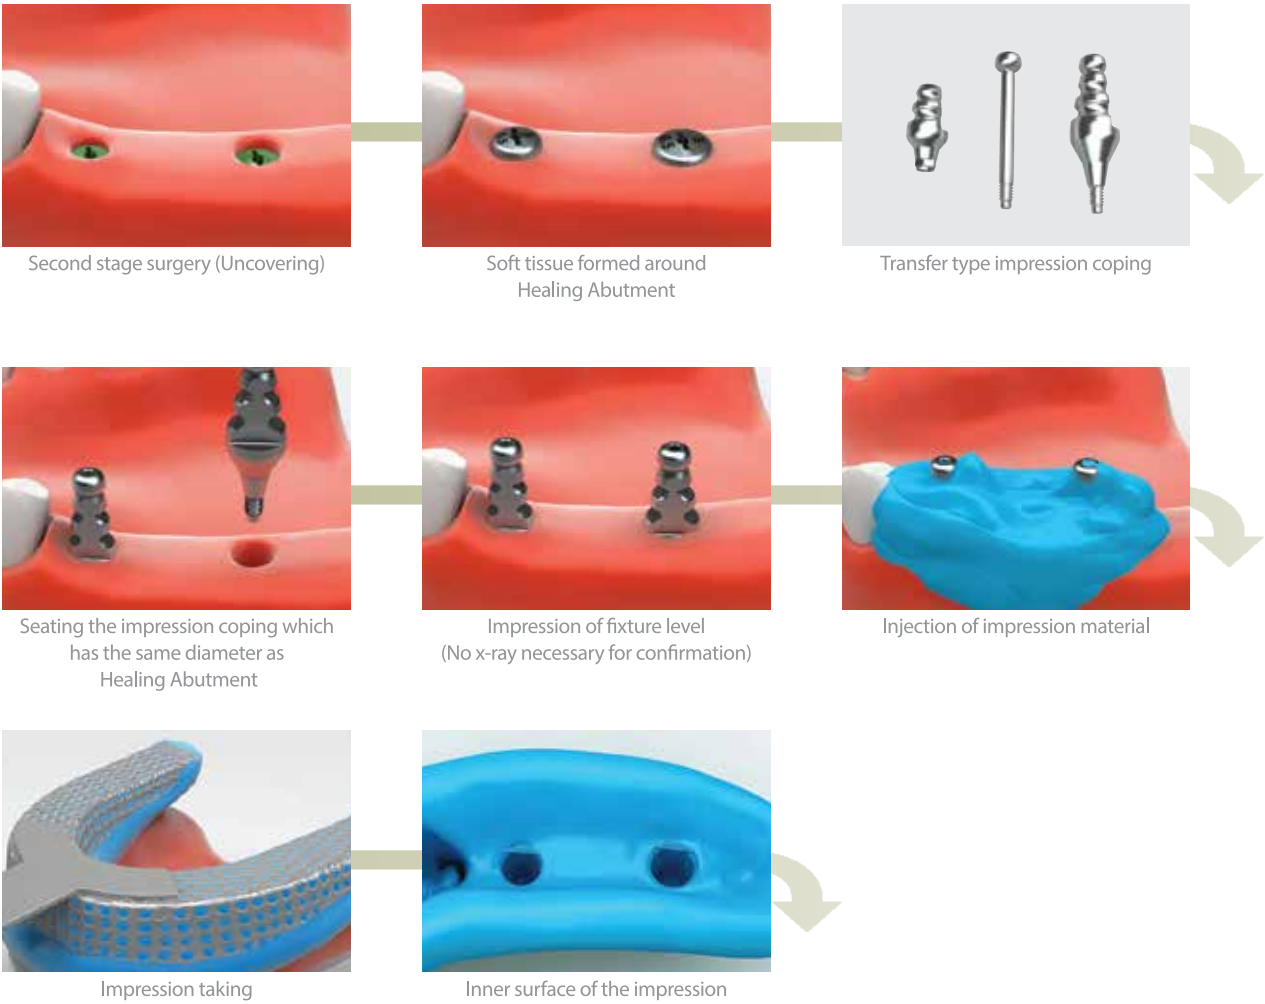 Second stage surgery (Uncovering)
Soft tissue formed around
Healing Abutment
Transfer type impression coping
Seating the impression coping which
has the same diameter as
Healing Abutment
Impression of fixture level
(No x-ray necessary for confirmation)
Injection of impression material
Impression taking
Inner surface of the impression